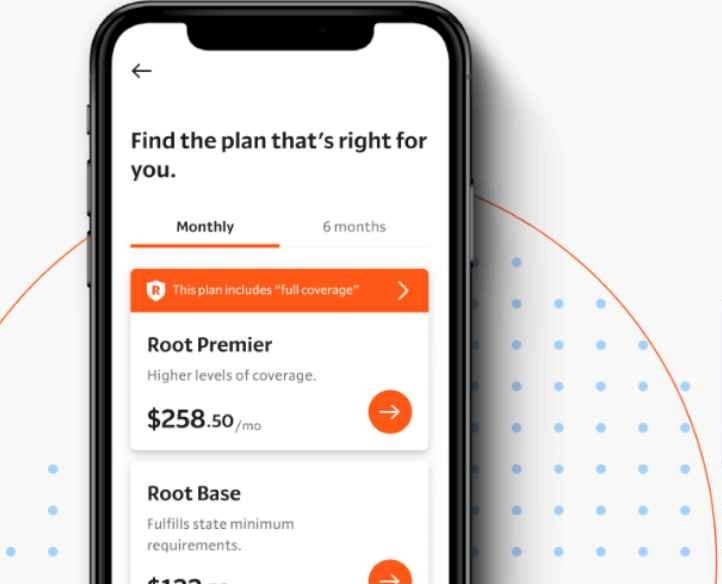 Find the plan that's right for
you.
Monthly 6 months
R This plan includes "full coverage"
Root Premier
Higher levels of coverage.
$258.50/mo
Root Base
Fulfills state minimum
requirements.